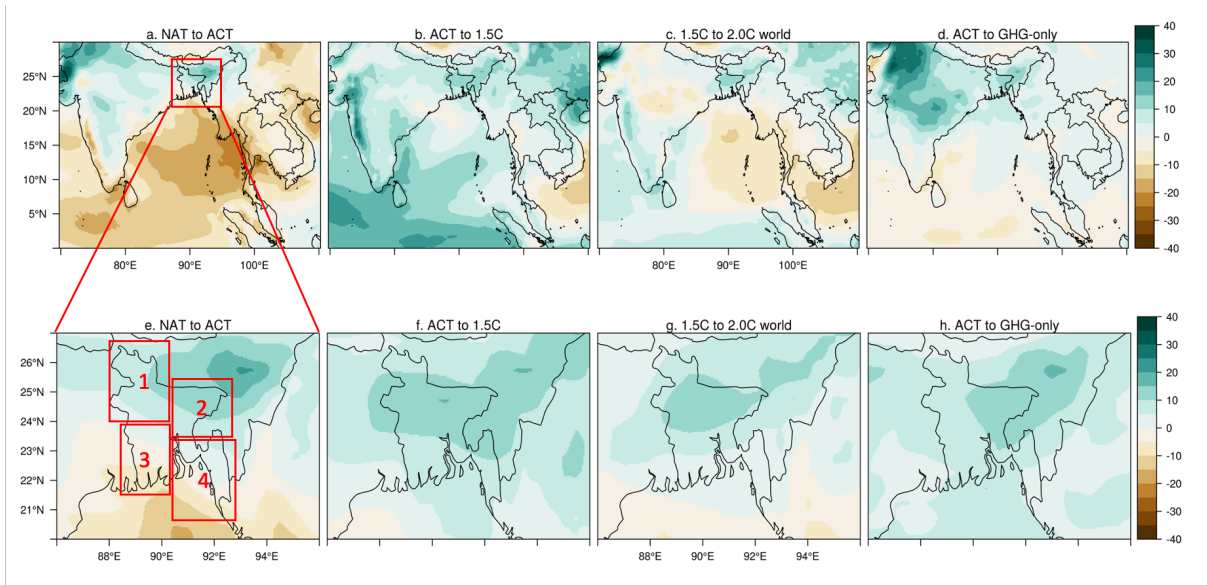 a. NAT to ACT
b. ACT to 1.5C
c. 1.5C to 2.0C world
d. ACT to GHG-only
25°N
20°N
15°N
10°N
5°N
80°E 90°E 100°E
80°E 90°E 100°E
40
30
20
10
0
-10
-20
-30
-40
e. NAT to ACT
f. ACT to 1.5C
g. 1.5C to 2.0C world
h. ACT to GHG-only
26°N
25°N
24°N
23°N
22°N
21°N
1
2
3
4
88°E 90°E 92°E 94°E
88°E 90°E 92°E 94°E
40
30
20
10
0
-10
-20
-30
-40